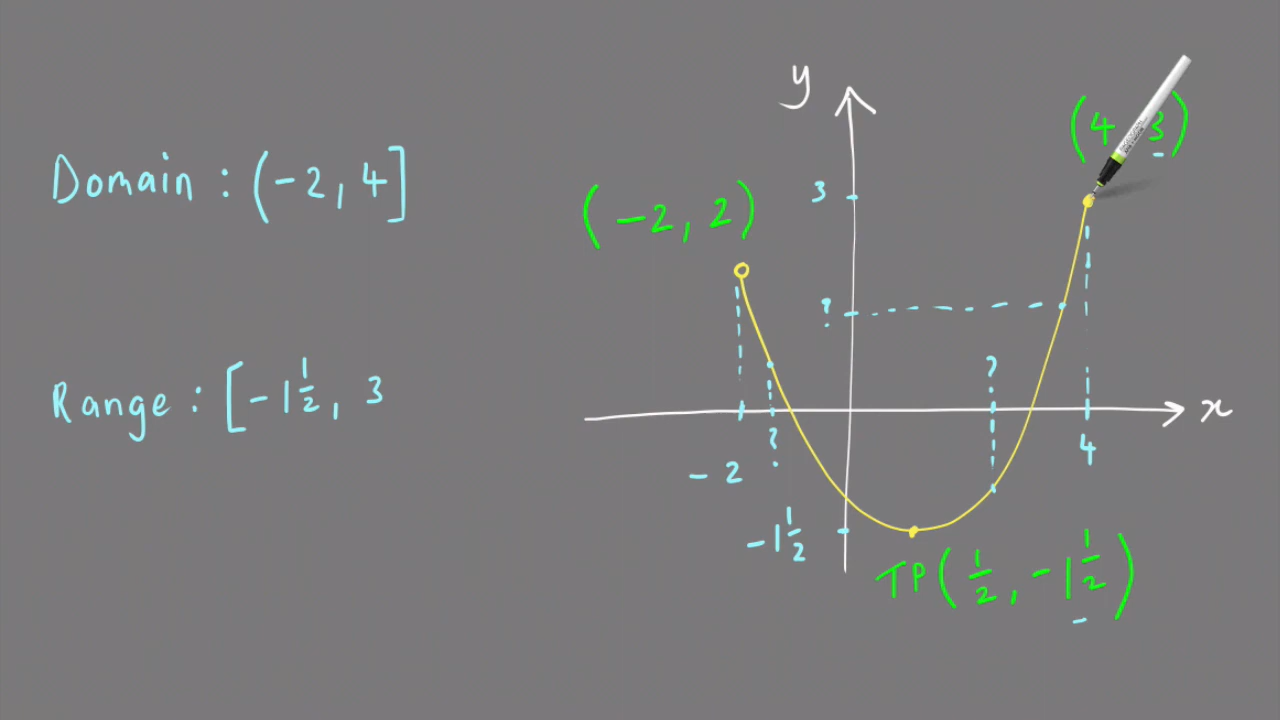 y
(4 3)
Domain : (-2, 4]
3
(-2, 2)
?
?
Range : [-1½, 3
x
?
4
-2
-1½
TP(½, -1½)